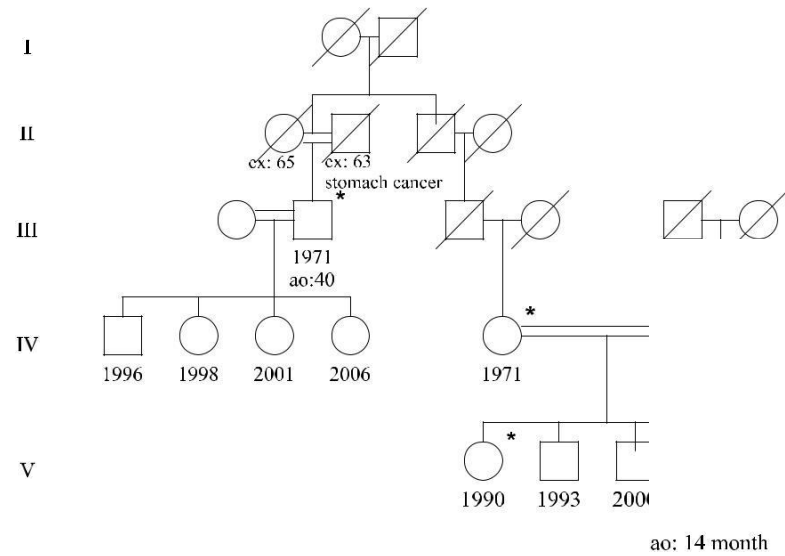 I
II
ex: 65 ex: 63
stomach cancer
*
III
1971
ao:40
*
IV
1996 1998 2001 2006 1971
*
V
1990 1993
ao: 14 month